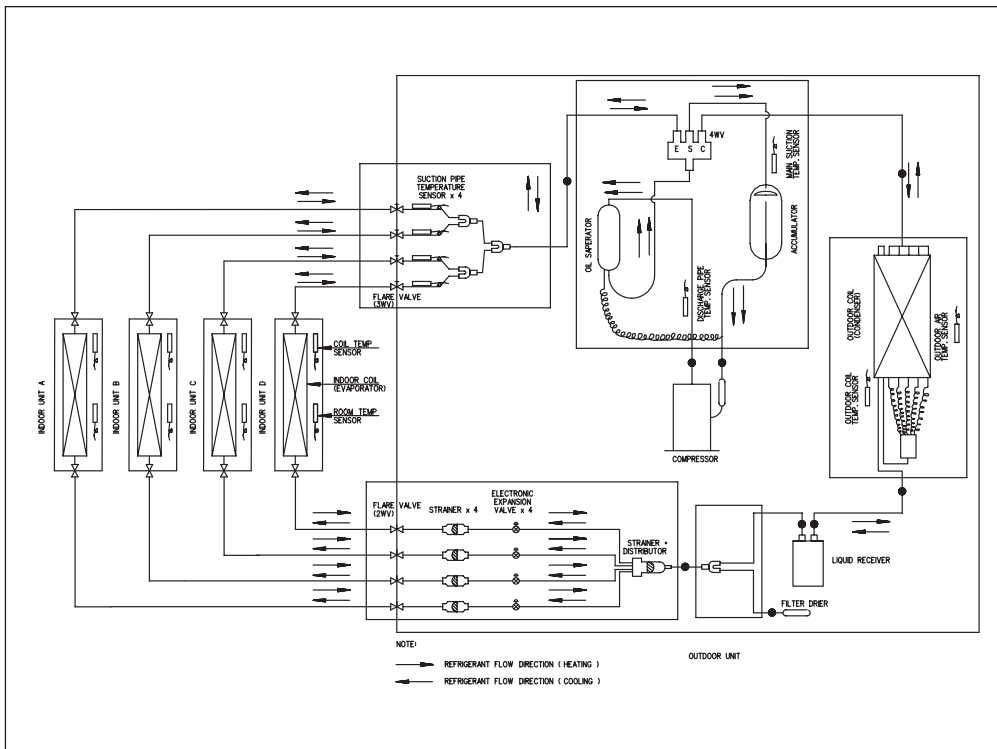 4WV
E S C
MAIN SUCTION
TEMP. SENSOR
SUCTION PIPE
TEMPERATURE
SENSOR x 4
OIL SAPERATOR
ACCUMULATOR
DISCHARGE PIPE
TEMP. SENSOR
FLARE VALVE
(3WV)
OUTDOOR COIL
(CONDENSER)
OUTDOOR AIR
TEMP. SENSOR
OUTDOOR COIL
TEMP. SENSOR
INDOOR UNIT A
INDOOR UNIT B
INDOOR UNIT C
INDOOR UNIT D
COIL TEMP
SENSOR
INDOOR COIL
(EVAPORATOR)
ROOM TEMP
SENSOR
COMPRESSOR
FLARE VALVE
(2WV)
STRAINER x 4
ELECTRONIC
EXPANSION
VALVE x 4
STRAINER +
DISTRIBUTOR
LIQUID RECEIVER
FILTER DRIER
NOTE:
OUTDOOR UNIT
REFRIGERANT FLOW DIRECTION ( HEATING )
REFRIGERANT FLOW DIRECTION ( COOLING )